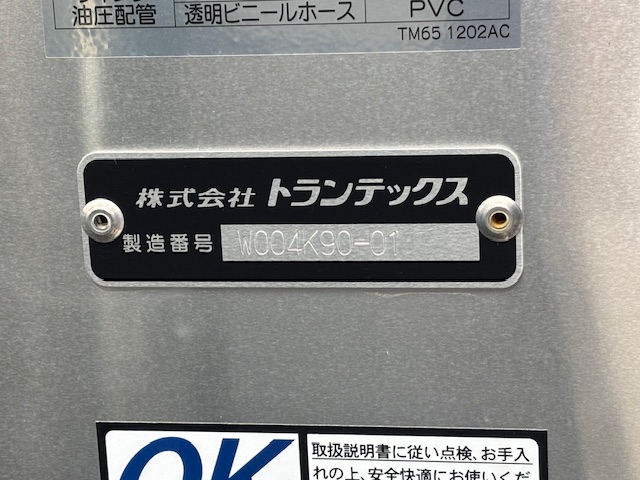 油圧配管
透明ビニールホース
PVC
TM65 1202AC
株式会社 トランテックス
製造番号 W004K90-01
OK
取扱説明書に従い点検、お手入
れの上、安全快適にお使いくだ